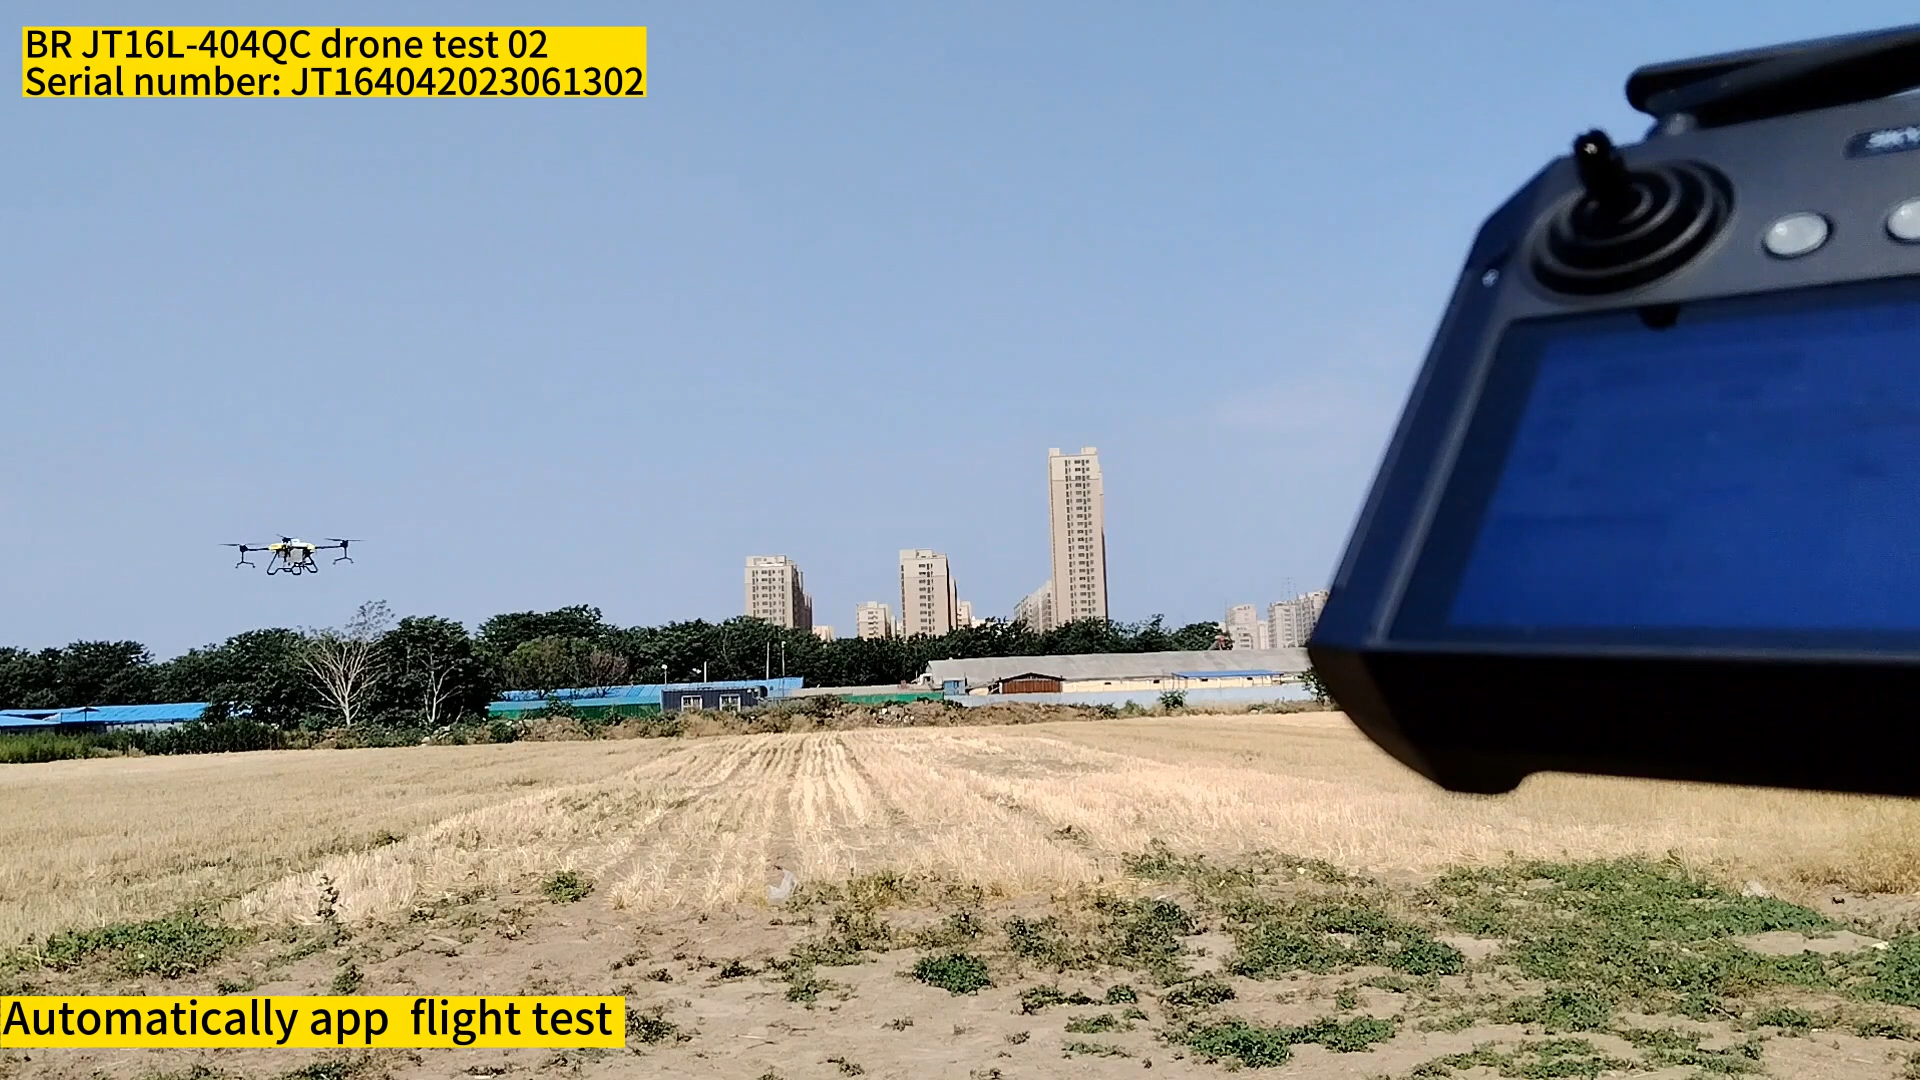 BR JT16L-404QC drone test 02
Serial number: JT164042023061302
Automatically app flight test